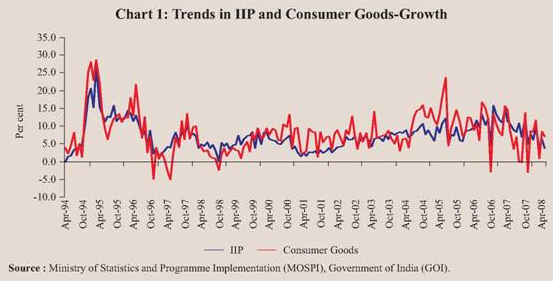 Chart 1: Trends in IIP and Consumer Goods-Growth
35.0
30.0
25.0
20.0
15.0
10.0
5.0
0.0
-5.0
-10.0
Per cent
Apr-94
Oct-94
Apr-95
Oct-95
Apr-96
Oct-96
Apr-97
Oct-97
Apr-98
Oct-98
Apr-99
Oct-99
Apr-00
Oct-00
Apr-01
Oct-01
Apr-02
Oct-02
Apr-03
Oct-03
Apr-04
Oct-04
Apr-05
Oct-05
Apr-06
Oct-06
Apr-07
Oct-07
Apr-08
IIP
Consumer Goods
Source : Ministry of Statistics and Programme Implementation (MOSPI), Government of India (GOI).